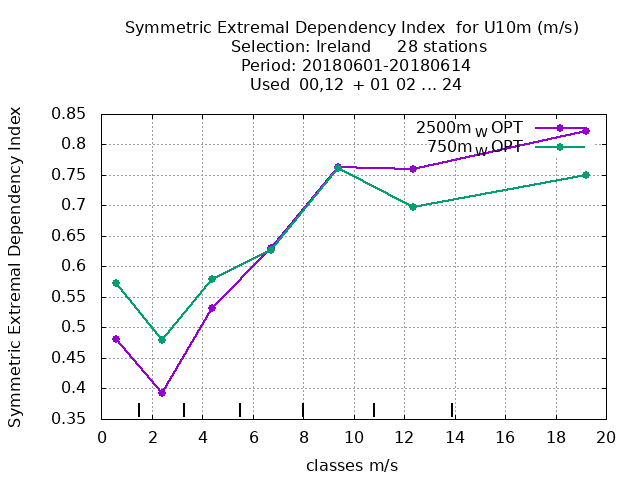 Symmetric Extremal Dependency Index for U10m (m/s)
Selection: Ireland 28 stations
Period: 20180601-20180614
Used 00,12 + 01 02 ... 24
Symmetric Extremal Dependency Index
0.85
0.8
0.75
0.7
0.65
0.6
0.55
0.5
0.45
0.4
0.35
2500m W OPT
750m W OPT
0 2 4 6 8 10 12 14 16 18 20
classes m/s